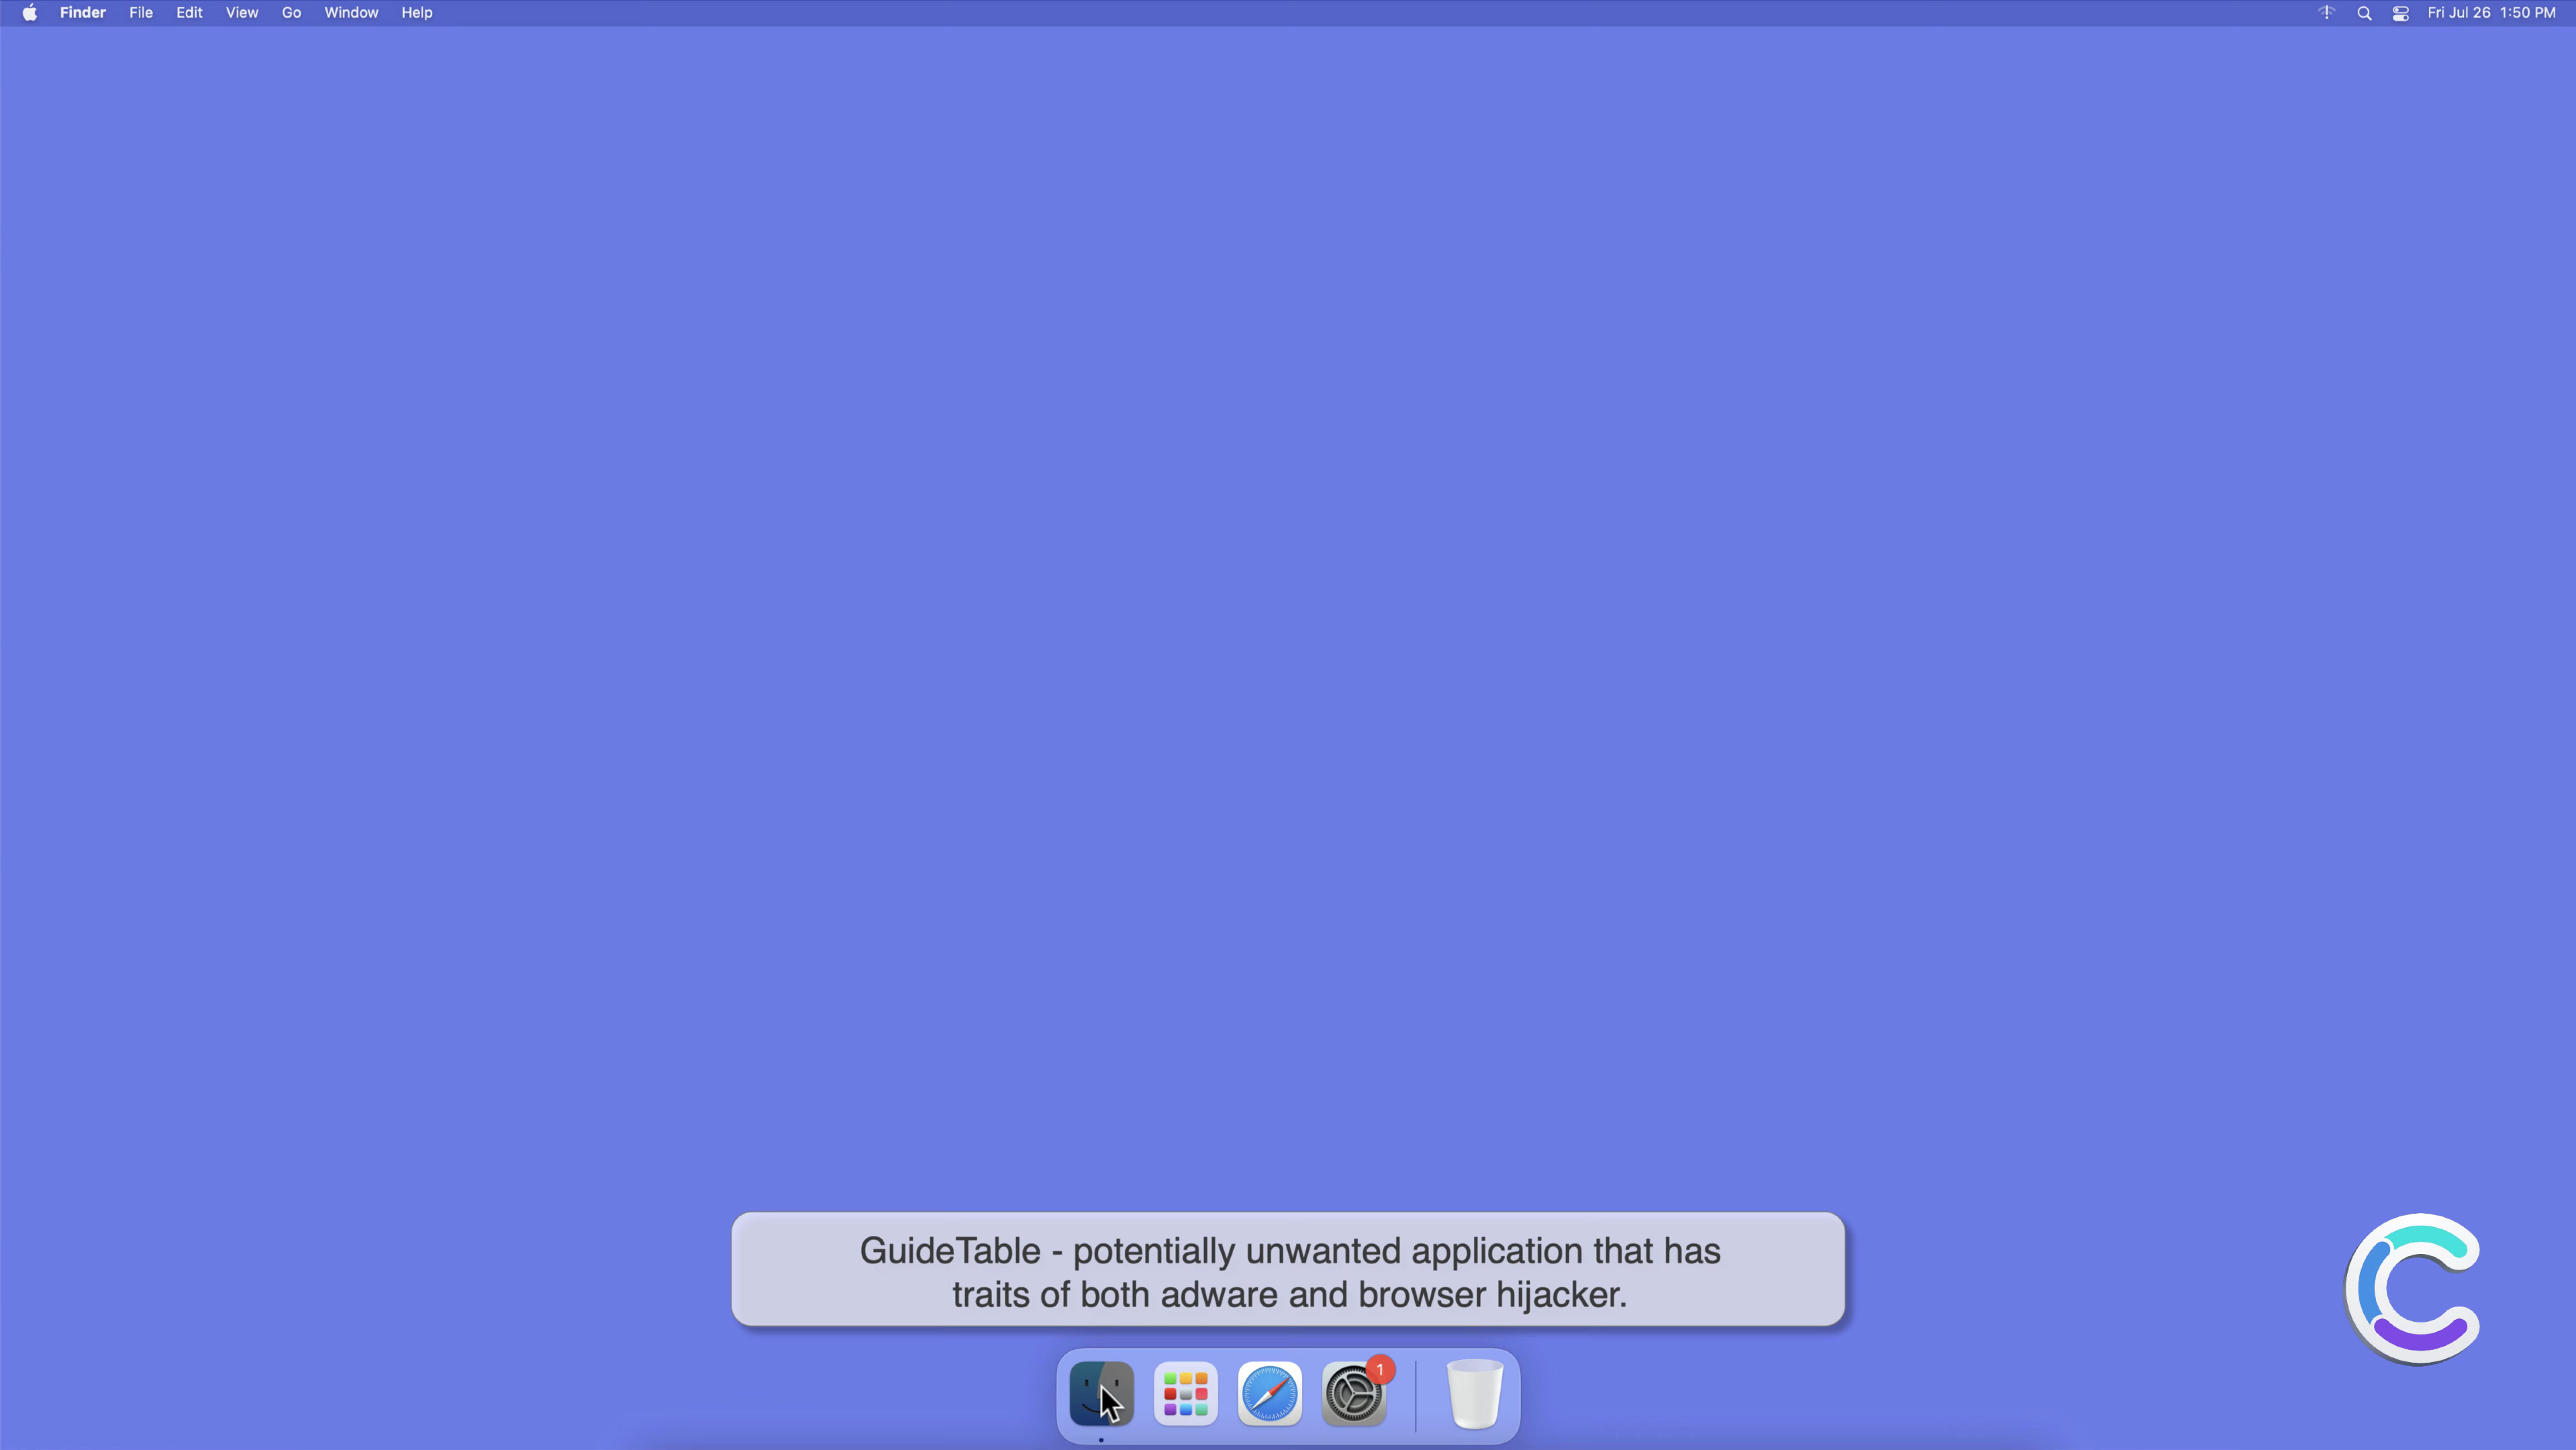 Finder File Edit View Go Window Help
Fri Jul 26 1:50 PM
GuideTable - potentially unwanted application that has
traits of both adware and browser hijacker.
1